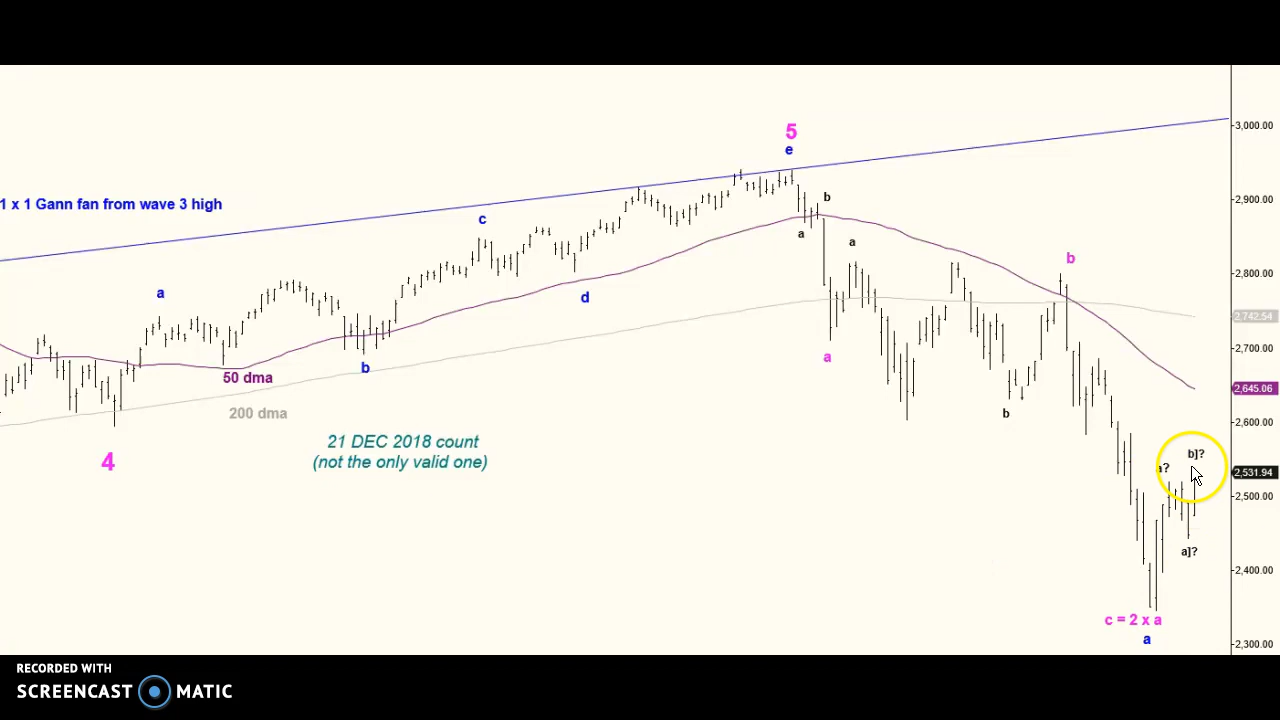 3,000.00
5
e
1 x 1 Gann fan from wave 3 high
b
2,900.00
c
a
a
b
2,800.00
a
d
2,742.54
2,700.00
a
b
50 dma
2,645.06
200 dma
b
2,600.00
21 DEC 2018 count
(not the only valid one)
4
b]?
a?
2,531.94
2,500.00
a]?
2,400.00
c = 2 x a
a
2,300.00
RECORDED WITH
SCREENCAST MATIC